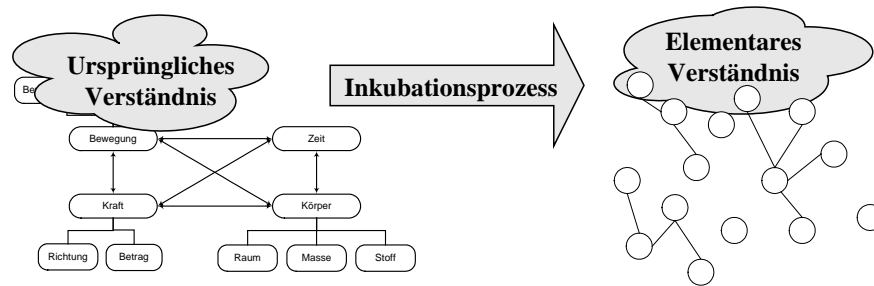 Ursprüngliches
Verständnis
Inkubationsprozess
Elementares
Verständnis
Bewegung
Zeit
Kraft
Körper
Richtung
Betrag
Raum
Masse
Stoff